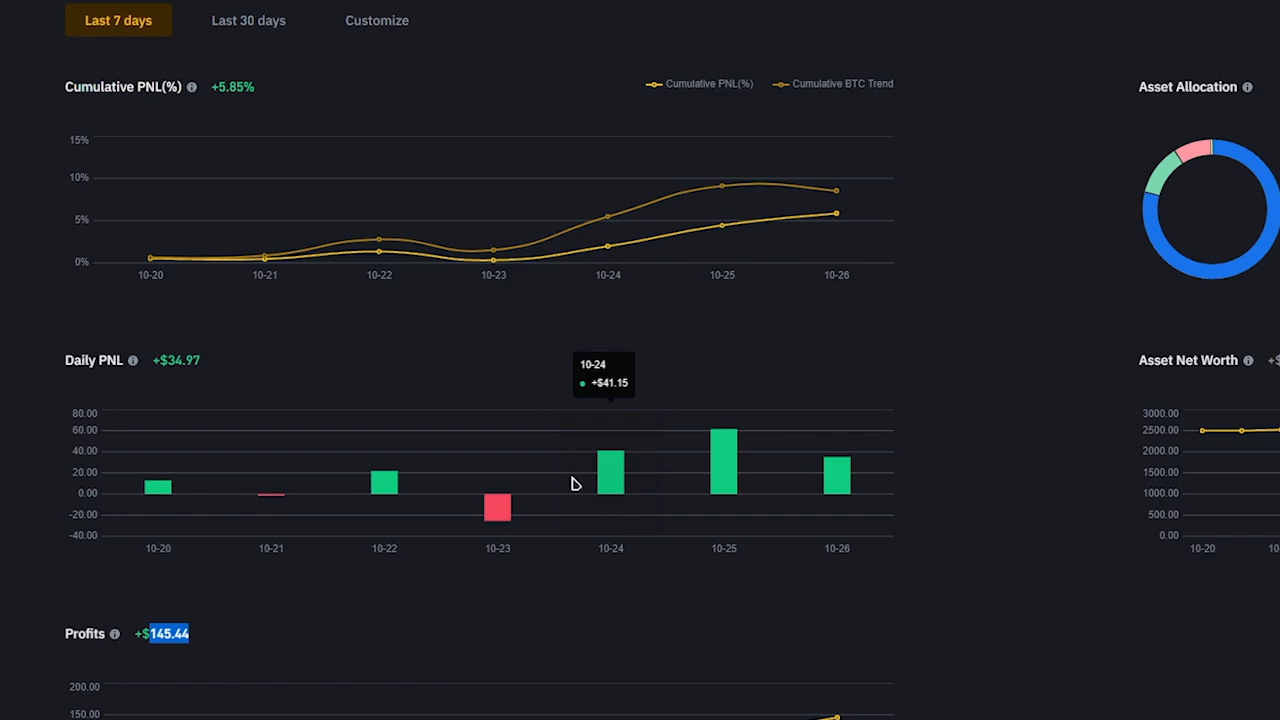 Last 7 days Last 30 days Customize
Cumulative PNL(%) +5.85% Cumulative PNL(%) Cumulative BTC Trend
15%
10%
5%
0%
10-20 10-21 10-22 10-23 10-24 10-25 10-26
Asset Allocation
Daily PNL +$34.97
10-24
+$41.15
80.00
60.00
40.00
20.00
0.00
-20.00
-40.00
10-20 10-21 10-22 10-23 10-24 10-25 10-26
Asset Net Worth +$
3000.00
2500.00
2000.00
1500.00
1000.00
500.00
0.00
10-20 10
Profits +$145.44
200.00
150.00